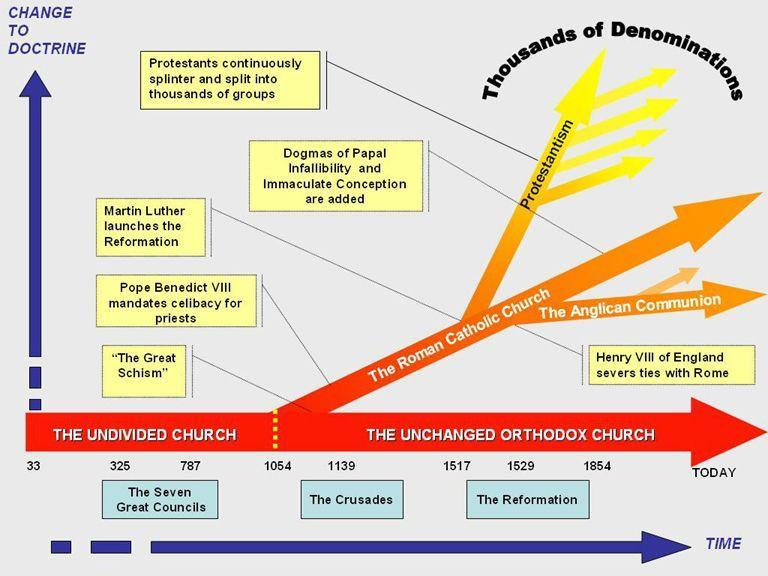 CHANGE
TO
DOCTRINE
Thousands of Denominations
Protestants continuously
splinter and split into
thousands of groups
Protestantism
Dogmas of Papal
Infallibility and
Immaculate Conception
are added
Martin Luther
launches the
Reformation
Pope Benedict VIII
mandates celibacy for
priests
The Roman Catholic Church
The Anglican Communion
"The Great
Schism"
Henry VIII of England
severs ties with Rome
THE UNDIVIDED CHURCH
THE UNCHANGED ORTHODOX CHURCH
33 325 787 1054 1139 1517 1529 1854 TODAY
The Seven
Great Councils
The Crusades
The Reformation
TIME